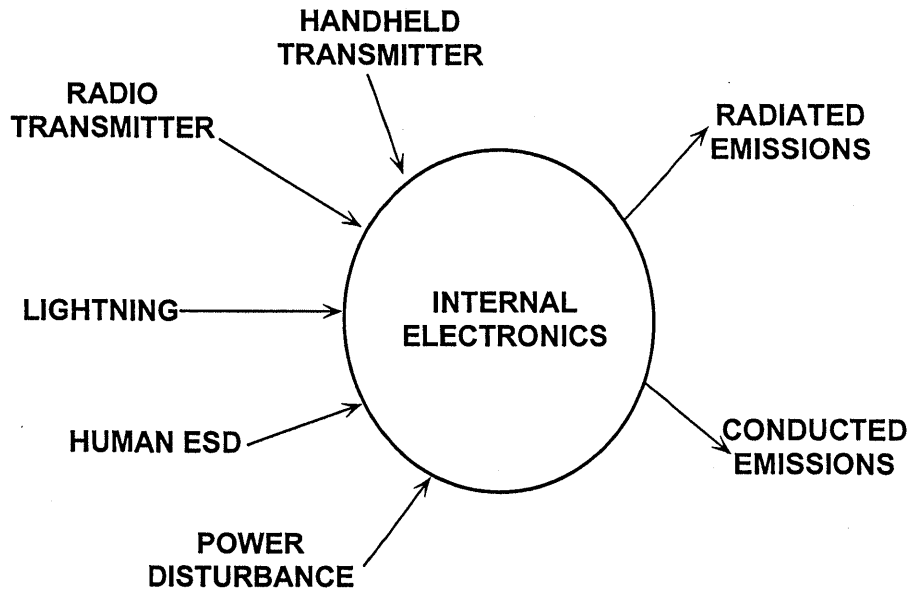 HANDHELD
TRANSMITTER
RADIO
TRANSMITTER
RADIATED
EMISSIONS
LIGHTNING
INTERNAL
ELECTRONICS
HUMAN ESD
CONDUCTED
EMISSIONS
POWER
DISTURBANCE